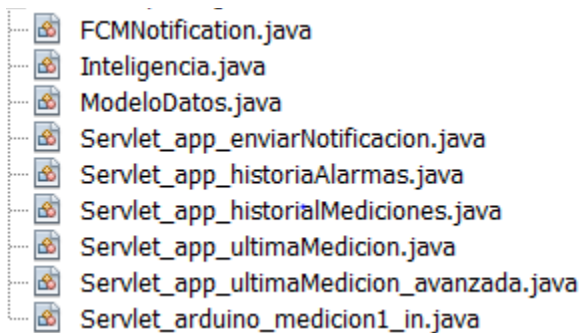 FCMNotification.java
Inteligencia.java
ModeloDatos.java
Servlet_app_enviarNotificacion.java
Servlet_app_historiaAlarmas.java
Servlet_app_historialMediciones.java
Servlet_app_ultimaMedicion.java
Servlet_app_ultimaMedicion_avanzada.java
Servlet_arduino_medicion1_in.java